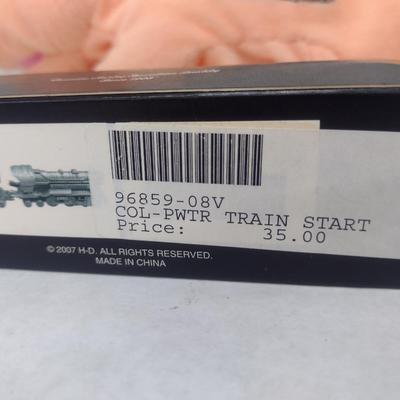 96859-08V
COL-PWTR TRAIN START
Price: 35.00
© 2007 H-D. ALL RIGHTS RESERVED.
MADE IN CHINA